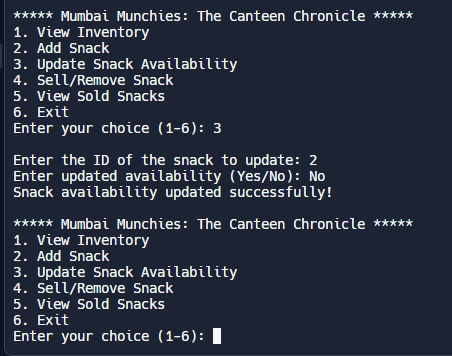 ***** Mumbai Munchies: The Canteen Chronicle *****
1. View Inventory
2. Add Snack
3. Update Snack Availability
4. Sell/Remove Snack
5. View Sold Snacks
6. Exit
Enter your choice (1-6): 3
Enter the ID of the snack to update: 2
Enter updated availability (Yes/No): No
Snack availability updated successfully!
***** Mumbai Munchies: The Canteen Chronicle *****
1. View Inventory
2. Add Snack
3. Update Snack Availability
4. Sell/Remove Snack
5. View Sold Snacks
6. Exit
Enter your choice (1-6):